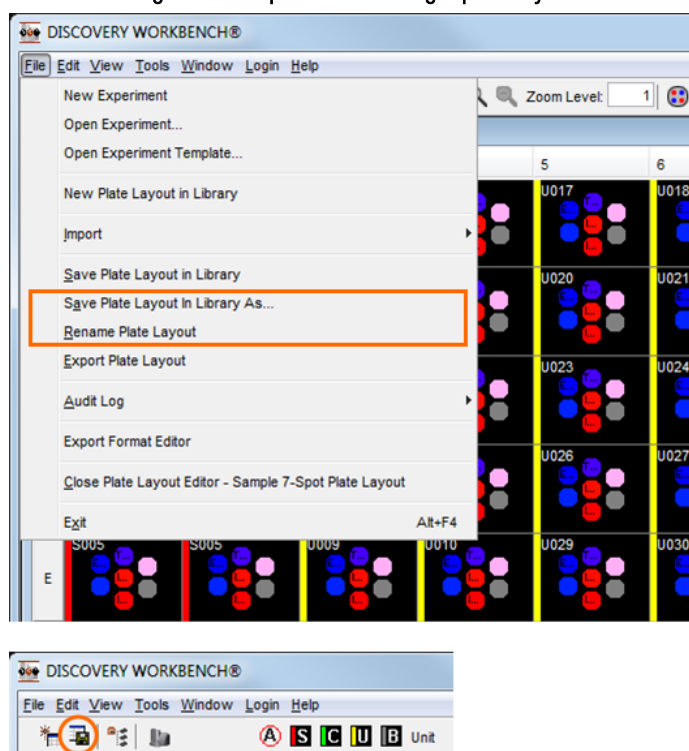 DISCOVERY WORKBENCH®
File Edit View Tools Window Login Help
New Experiment
Zoom Level: 1
Open Experiment...
Open Experiment Template...
5 6
New Plate Layout in Library
U017 U018
Import
Save Plate Layout in Library
U020 U021
Save Plate Layout In Library As...
Rename Plate Layout
Export Plate Layout
U023 U024
Audit Log
Export Format Editor
U026 U027
Close Plate Layout Editor - Sample 7-Spot Plate Layout
Exit Alt+F4
S005 S005 U009 U010 U029 U030
E
DISCOVERY WORKBENCH®
File Edit View Tools Window Login Help
A S C U B Unit